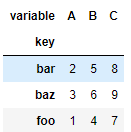 variable A B C
key
bar 2 5 8
baz 3 6 9
foo 1 4 7